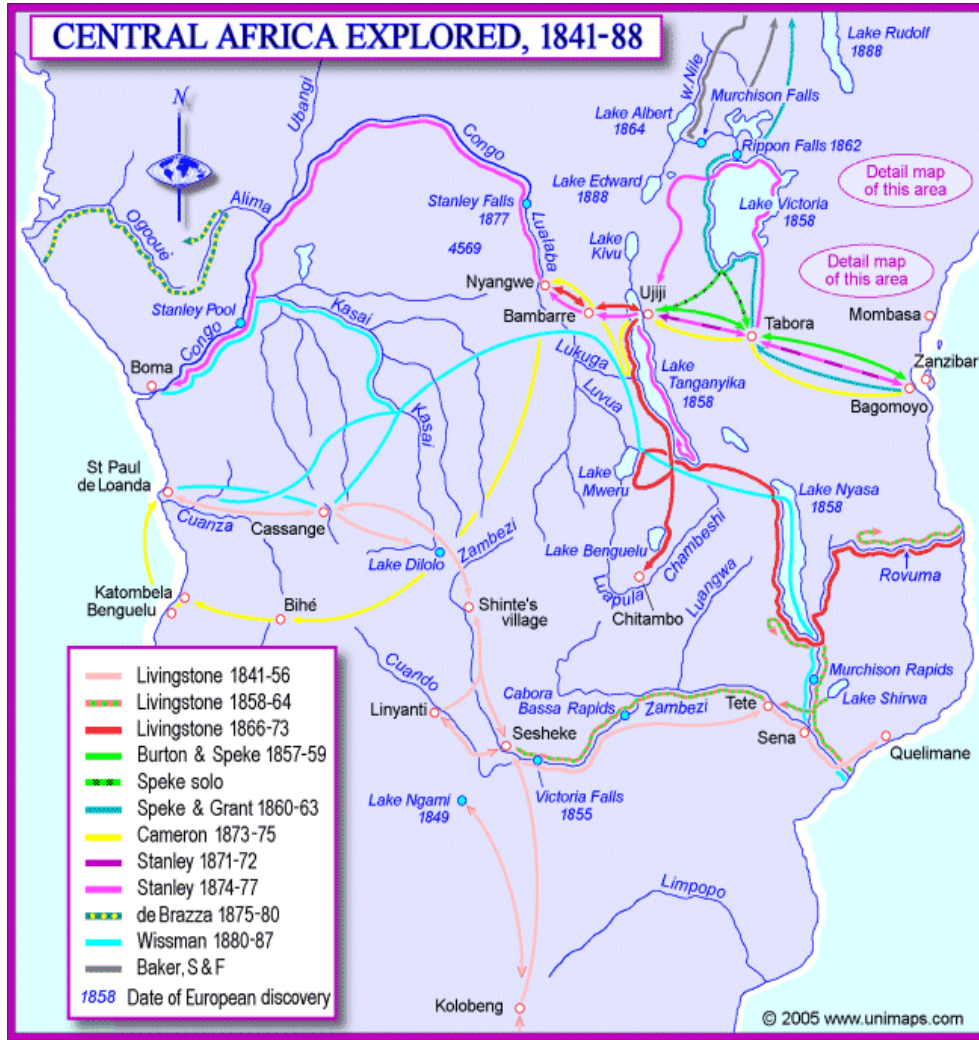 CENTRAL AFRICA EXPLORED, 1841-88
N
Ubangi
W.Nile
Lake Rudolf
1888
Murchison Falls
Lake Albert
1864
Rippon Falls 1862
Congo
Detail map
of this area
Lake Edward
1888
Stanley Falls
1877
Lualaba
Lake Victoria
1858
Alima
Ogoouei
4569
Lake
Kivu
Detail map
of this area
Nyangwe
Ujiji
Stanley Pool
Kasai
Bambarre
Tabora
Mombasa
Congo
Boma
Lukuga
Lake
Tanganyika
1858
Zanzibar
Luvua
Bagomoyo
Kasai
St Paul
de Loanda
Lake
Mweru
Lake Nyasa
1858
Cuanza
Cassange
Zambezi
Lake Dilolo
Lake Benguelu
Chambeshi
Rovuma
Katombela
Benguelu
Bihé
Shinte's
village
Luapula
Chitambo
Luangwa
Cuando
Murchison Rapids
Lake Shirwa
Linyanti
Cabora
Bassa Rapids
Zambezi
Tete
Sesheke
Sena
Quelimane
Lake Ngami
1849
Victoria Falls
1855
Limpopo
Kolobeng
Livingstone 1841-56
Livingstone 1858-64
Livingstone 1866-73
Burton & Speke 1857-59
Speke solo
Speke & Grant 1860-63
Cameron 1873-75
Stanley 1871-72
Stanley 1874-77
de Brazza 1875-80
Wissman 1880-87
Baker, S & F
1858 Date of European discovery
© 2005 www.unimaps.com